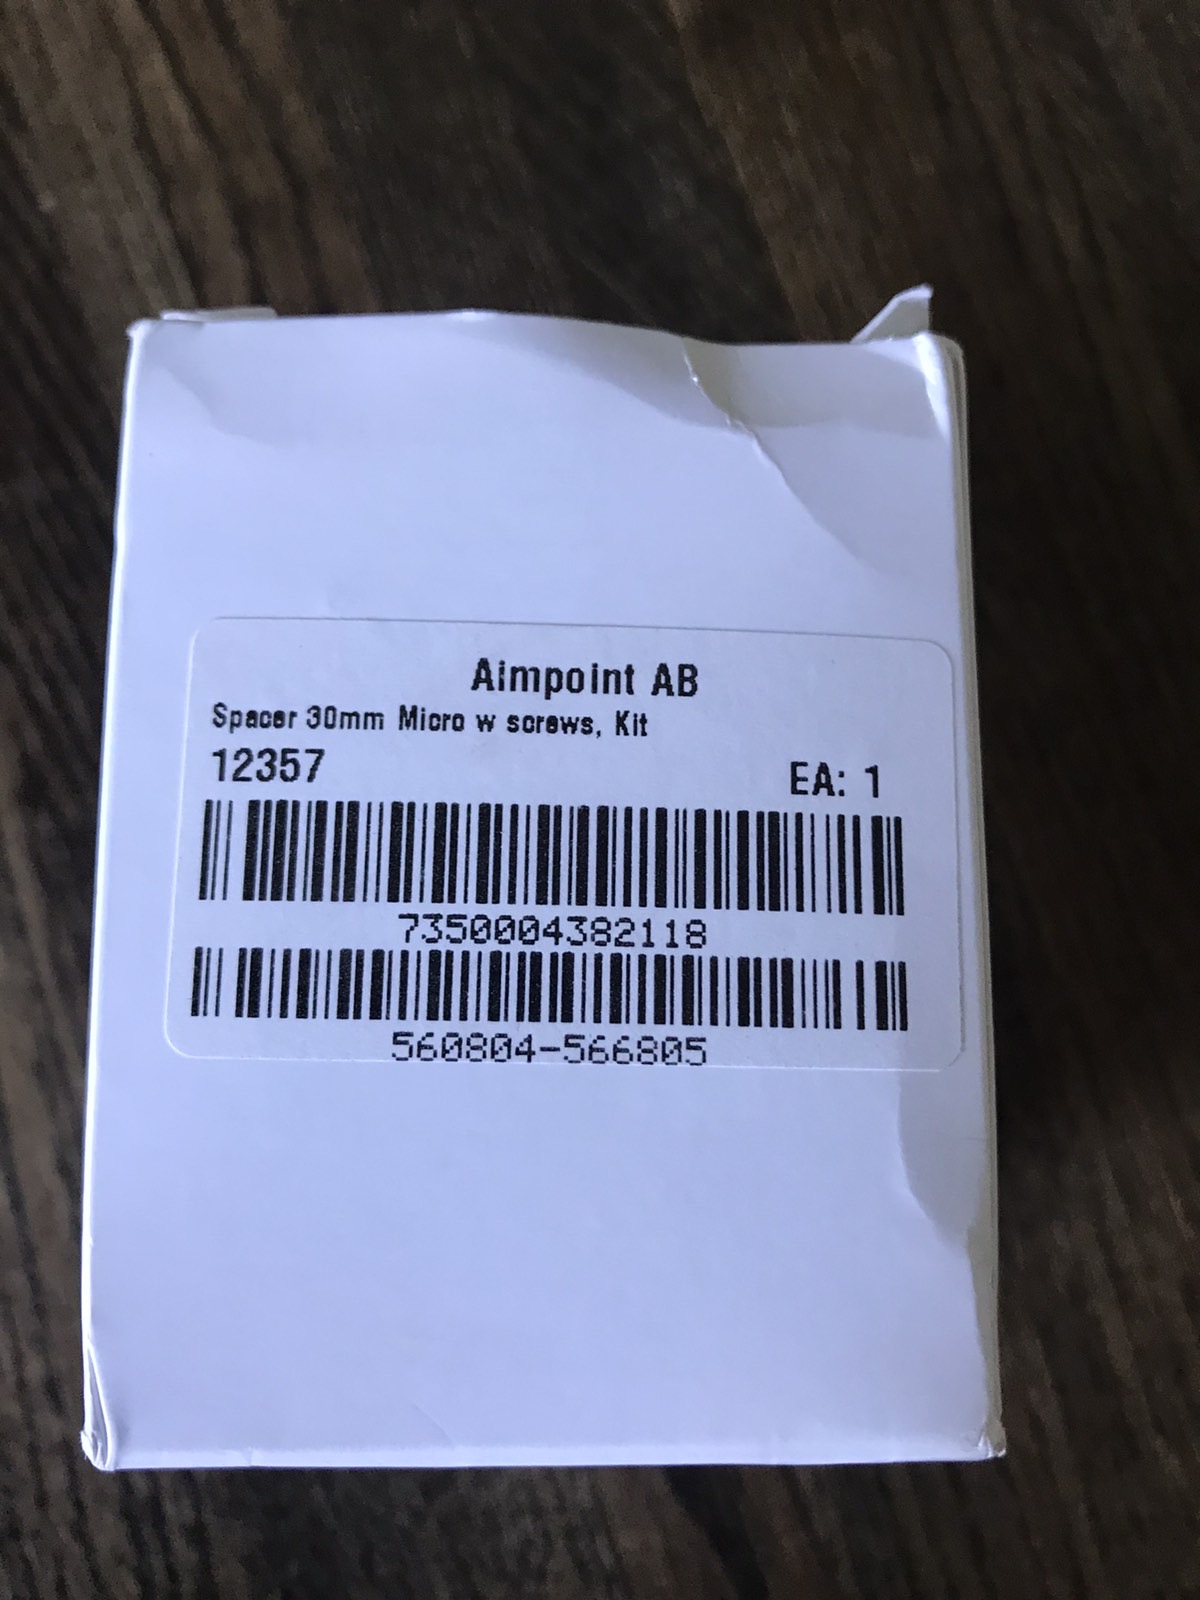 Aimpoint AB
Spacer 30mm Micro w screws, Kit
12357 EA: 1
7350004382118
560804-566805